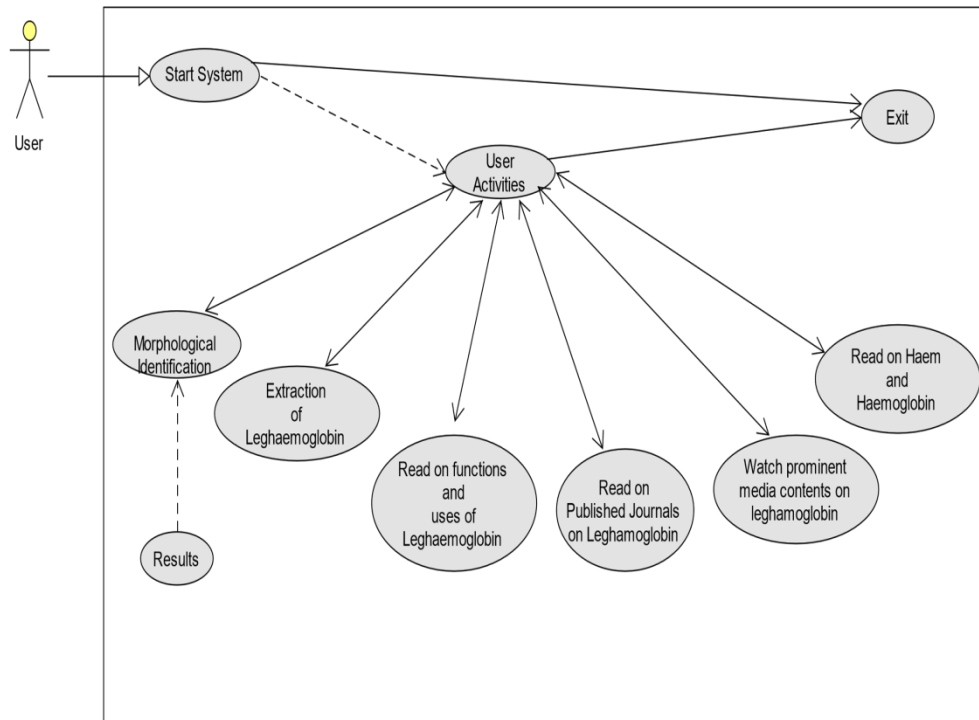 Start System
User
Exit
User
Activities
Morphological
Identification
Extraction
of
Leghaemoglobin
Read on functions
and
uses of
Leghaemoglobin
Read on
Published Journals
on Leghamoglobin
Watch prominent
media contents on
leghamoglobin
Read on Haem
and
Haemoglobin
Results